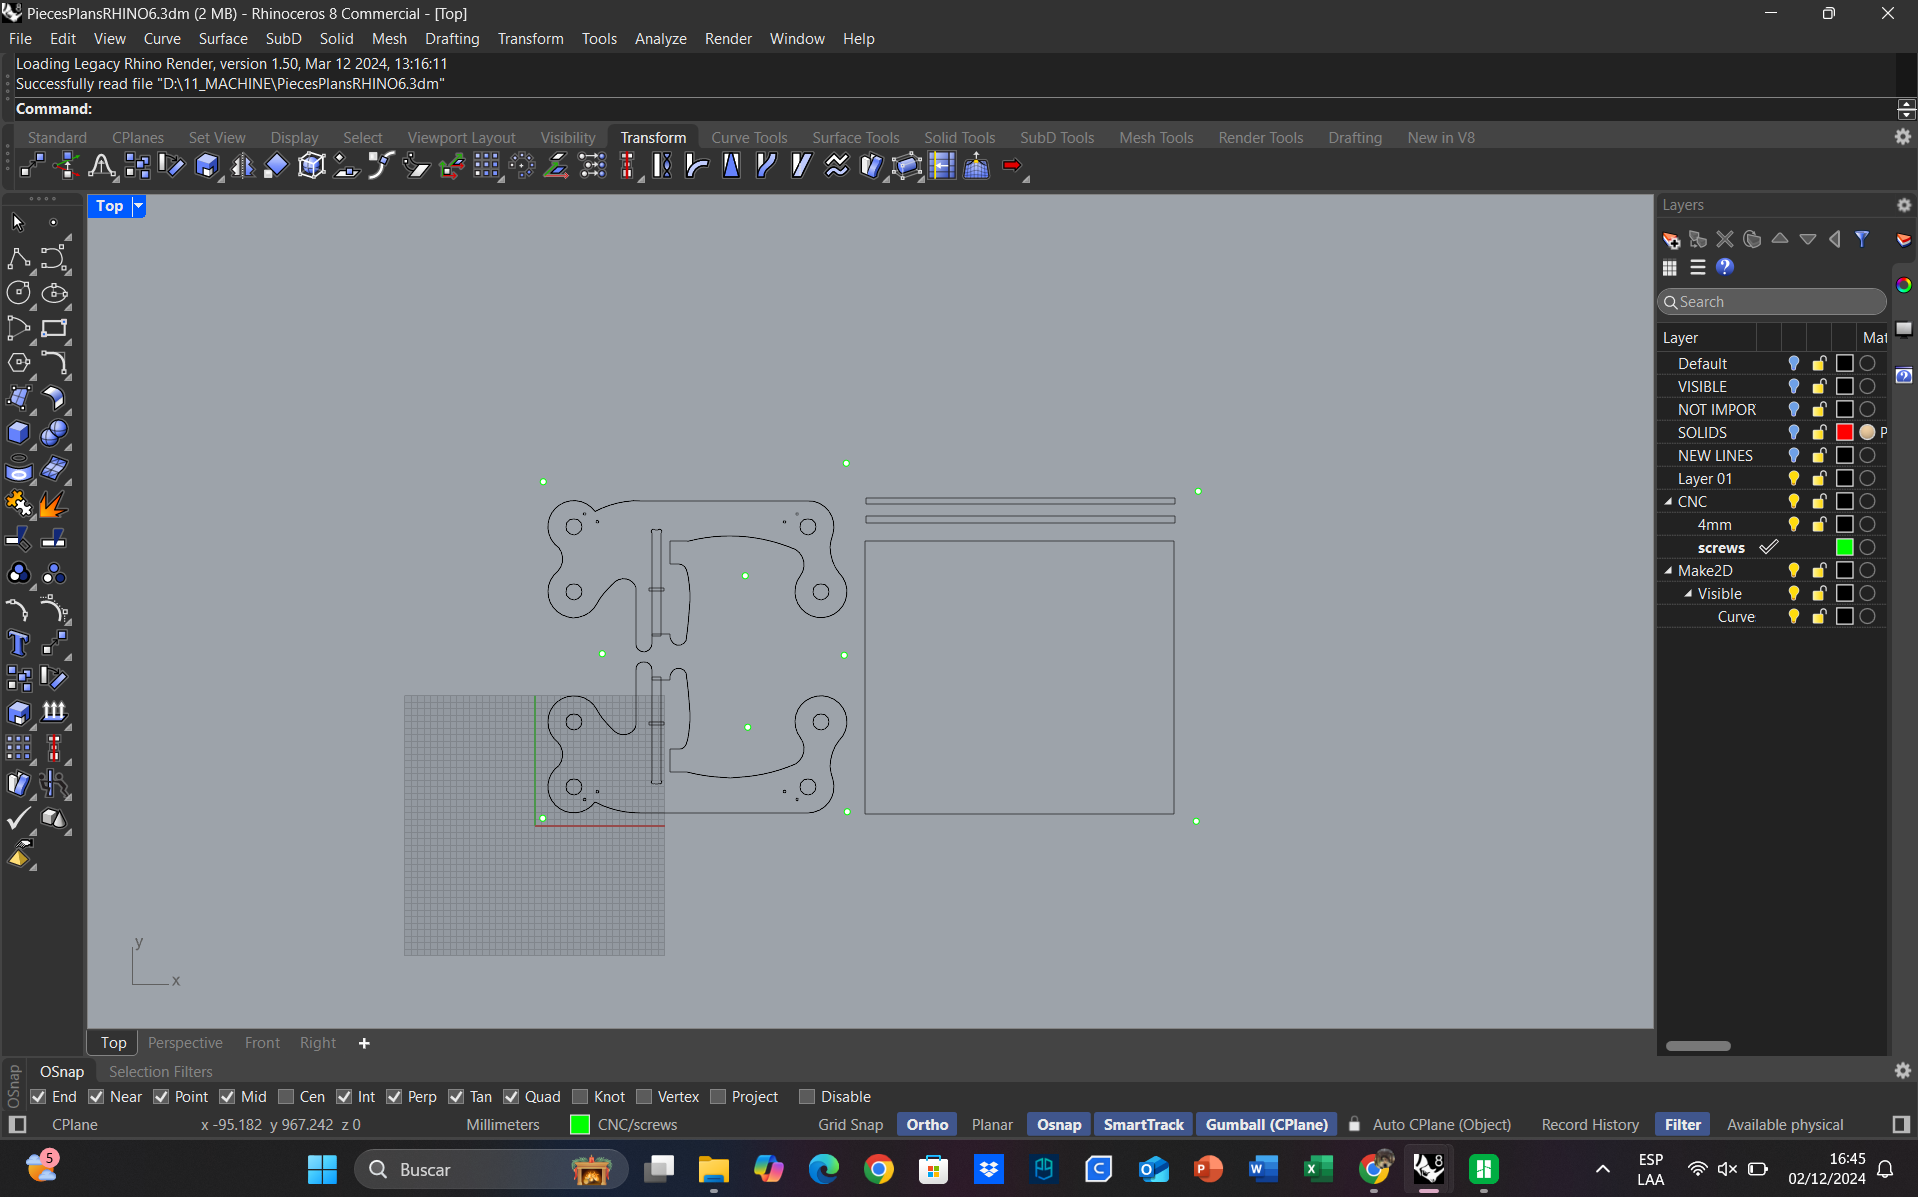 PiecesPlansRHINO6.3dm (2 MB) - Rhinoceros 8 Commercial - [Top]
File Edit View Curve Surface SubD Solid Mesh Drafting Transform Tools Analyze Render Window Help
Loading Legacy Rhino Render, version 1.50, Mar 12 2024, 13:16:11
Successfully read file "D:\11_MACHINE\PiecesPlansRHINO6.3dm"
Command:
Standard CPlanes Set View Display Select Viewport Layout Visibility Transform Curve Tools Surface Tools Solid Tools SubD Tools Mesh Tools Render Tools Drafting New in V8
Top
Layers
Search
Layer Mat
Default
VISIBLE
NOT IMPOR
SOLIDS P
NEW LINES
Layer 01
CNC
4mm
screws
Make2D
Visible
Curve
y
x
Top Perspective Front Right +
OSnap
OSnap Selection Filters
End Near Point Mid Cen Int Perp Tan Quad Knot Vertex Project Disable
CPlane x -95.182 y 967.242 z 0 Millimeters CNC/screws Grid Snap Ortho Planar Osnap SmartTrack Gumball (CPlane) Auto CPlane (Object) Record History Filter Available physical
5
Buscar
8
ESP
LAA
16:45
02/12/2024